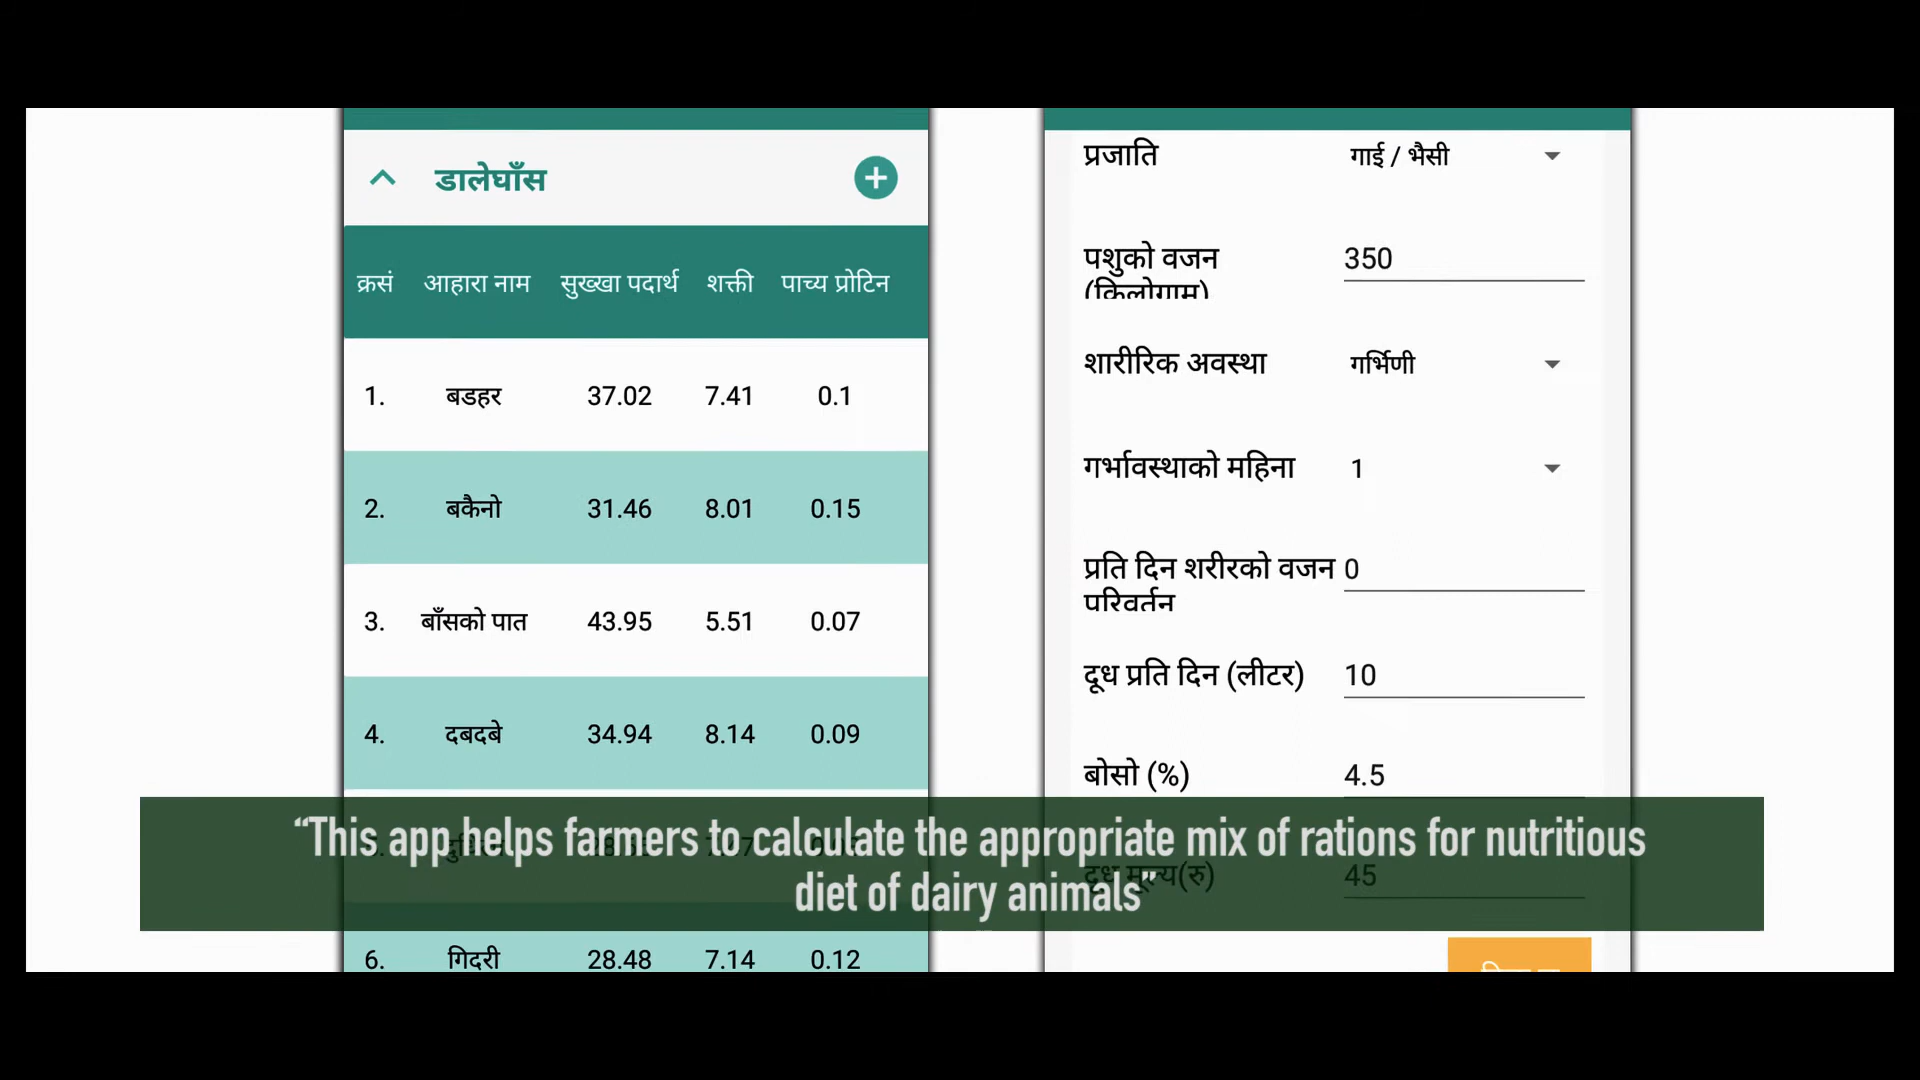 डालेघाँस
क्रसं आहारा नाम सुख्खा पदार्थ शक्ती पाच्य प्रोटिन
1. बडहर 37.02 7.41 0.1
2. बकैनो 31.46 8.01 0.15
3. बाँसको पात 43.95 5.51 0.07
4. दबदबे 34.94 8.14 0.09
6. गिदरी 28.48 7.14 0.12
प्रजाति गाई / भैसी
पशुको वजन 350
(किलोग्राम)
शारीरिक अवस्था गर्भिणी
गर्भावस्थाको महिना 1
प्रति दिन शरीरको वजन 0
परिवर्तन
दूध प्रति दिन (लीटर) 10
बोसो (%) 4.5
दूध मूल्य(रु) 45
“This app helps farmers to calculate the appropriate mix of rations for nutritious
diet of dairy animals”